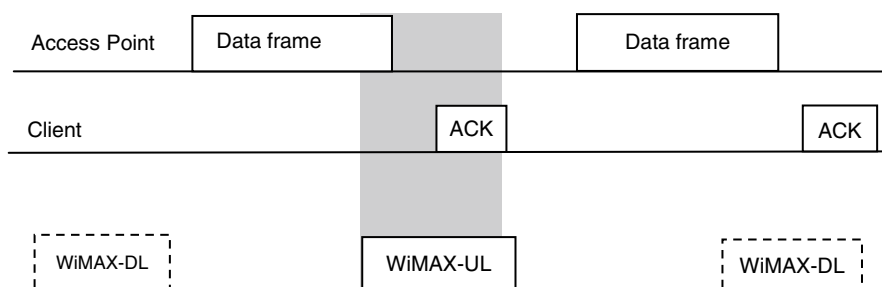 Access Point Data frame Data frame
Client ACK ACK
WiMAX-DL WiMAX-UL WiMAX-DL